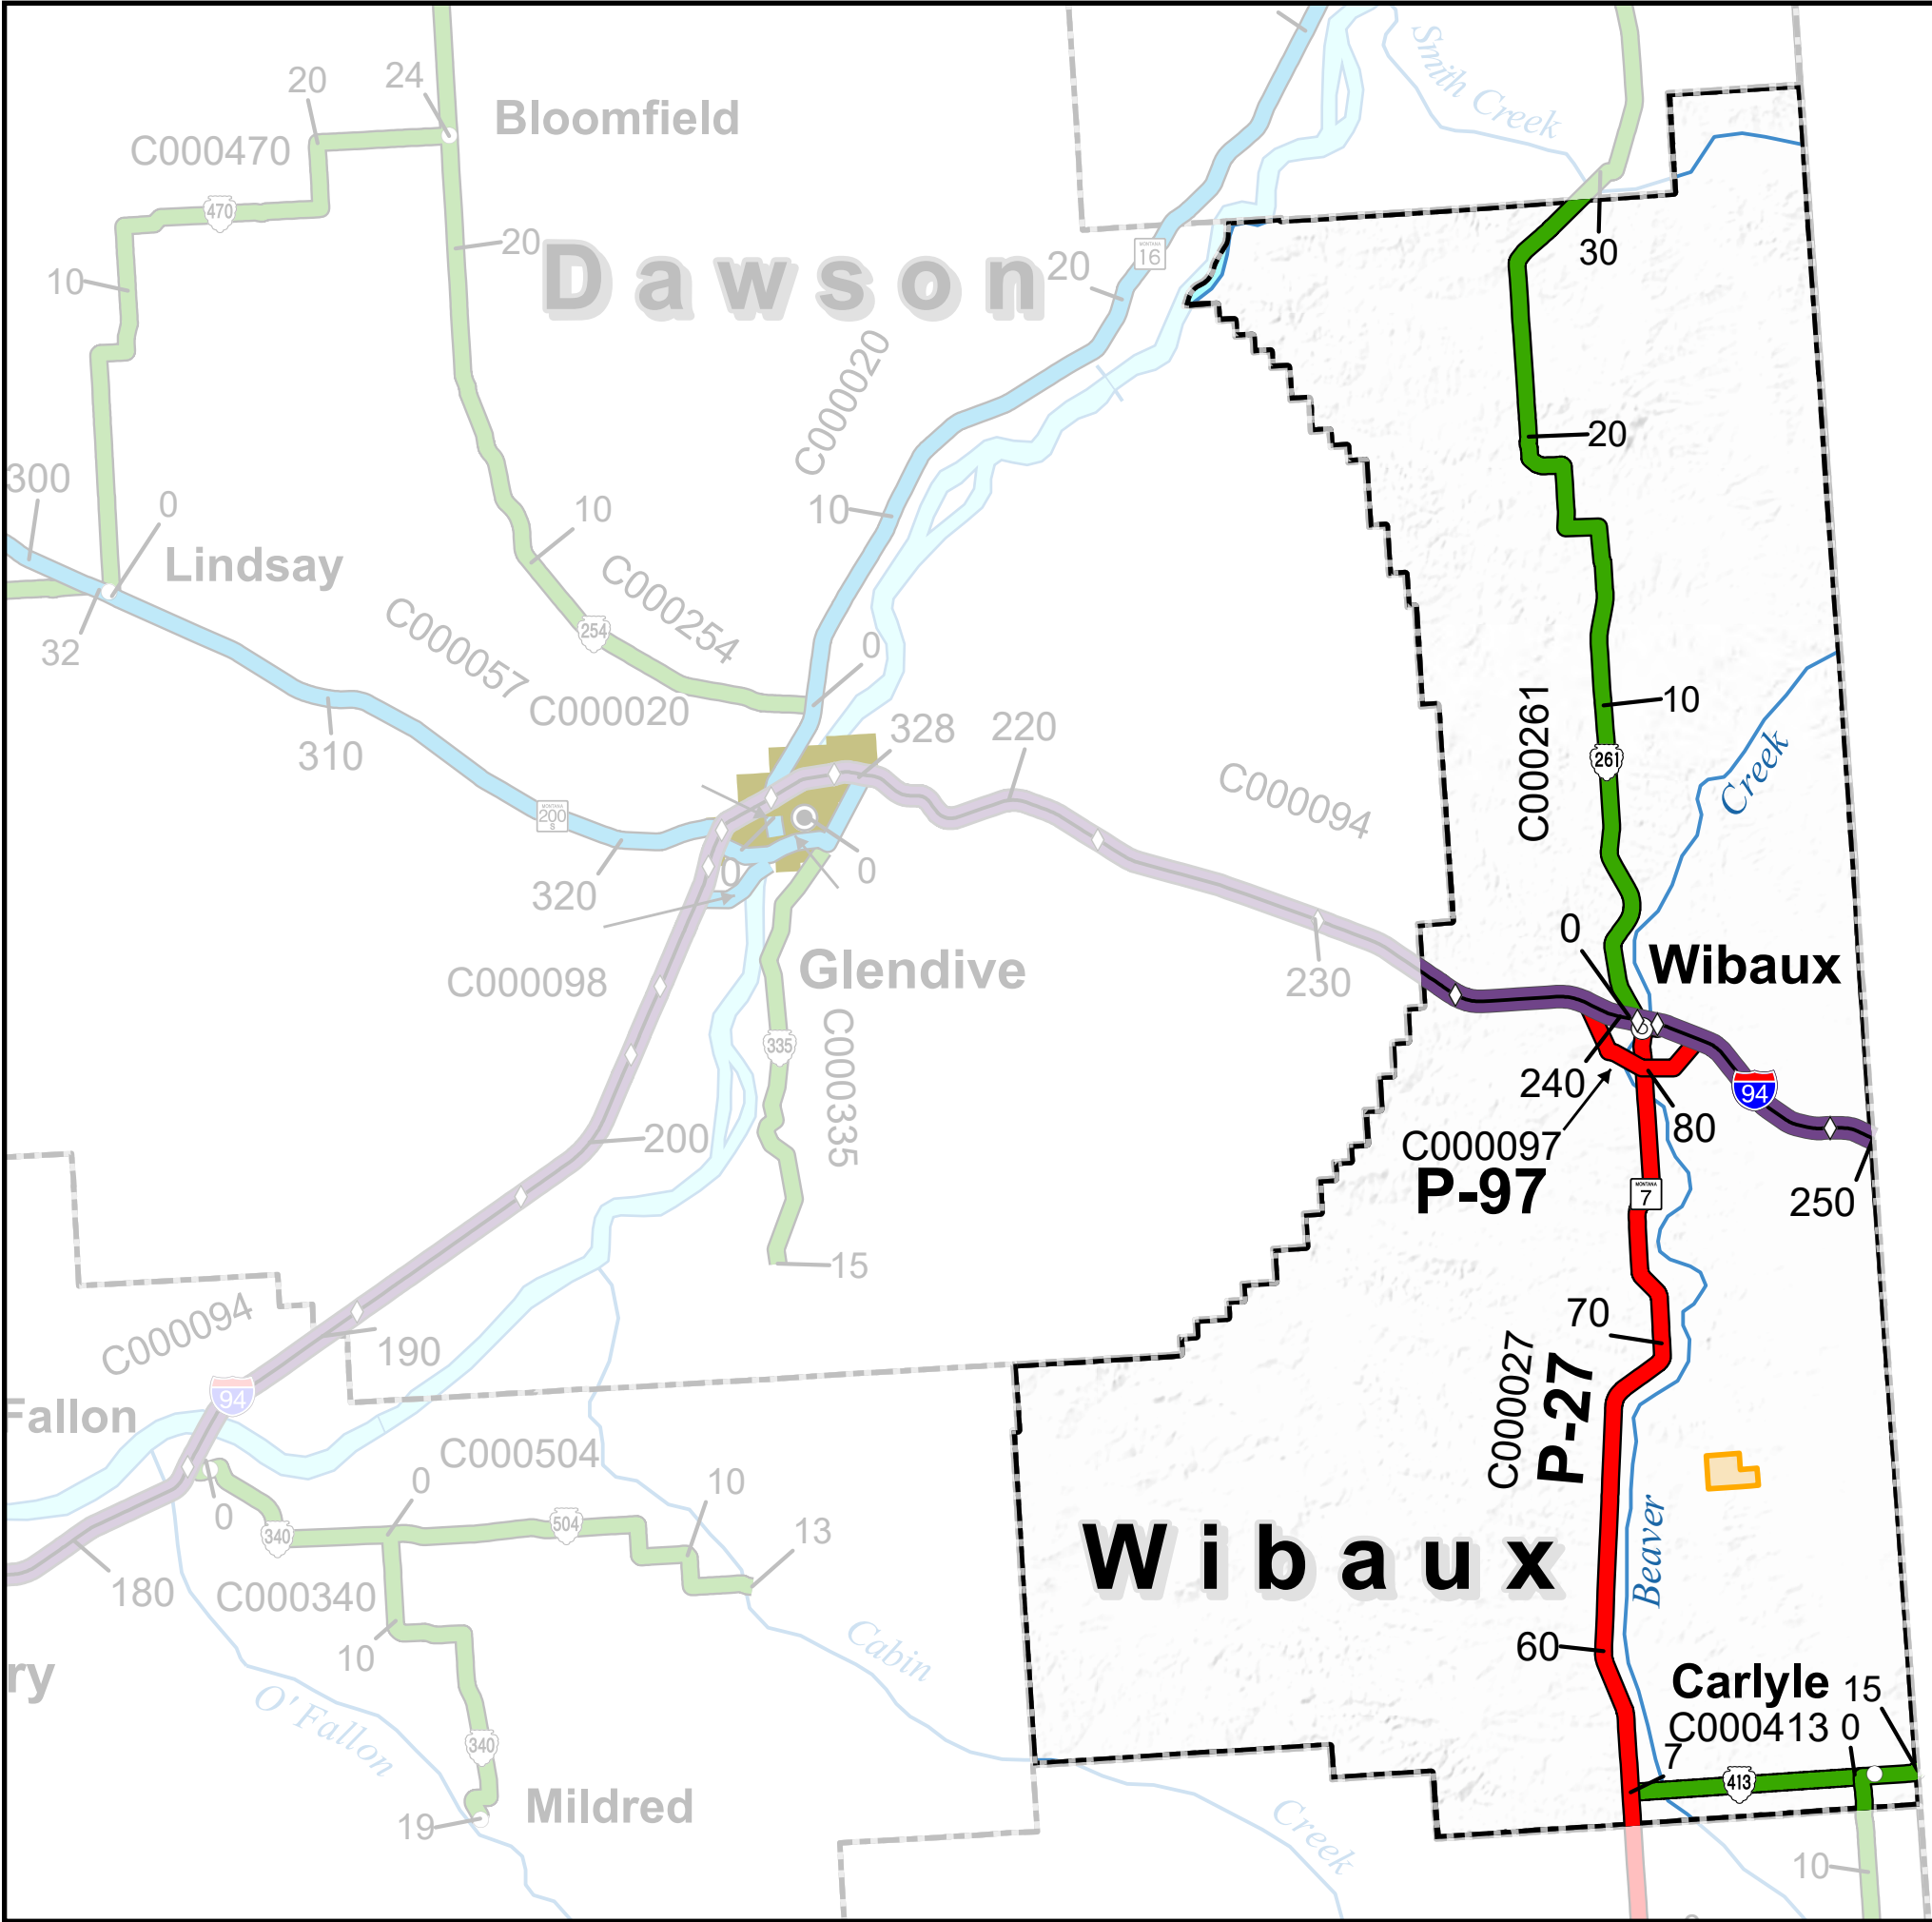 Smith Creek
20
24
Bloomfield
C000470
470
20
Dawson
20
MONTANA
16
30
10
C000020
20
300
0
10
10
Lindsay
C000254
254
C000057
32
0
C000020
10
C000261
310
328
220
261
Creek
C000094
MONTANA
200
S
320
0
0
0
Wibaux
Glendive
C000098
230
335
C000335
240
94
80
200
C000097
P-97
MONTANA
7
250
15
70
C000094
190
C000027
P-27
94
Fallon
C000504
0
10
0
340
504
13
Wibaux
Beaver
180
C000340
10
Cabin
60
ry
Carlyle 15
O'Fallon
C000413 0
7
340
413
Mildred
19
Creek
10